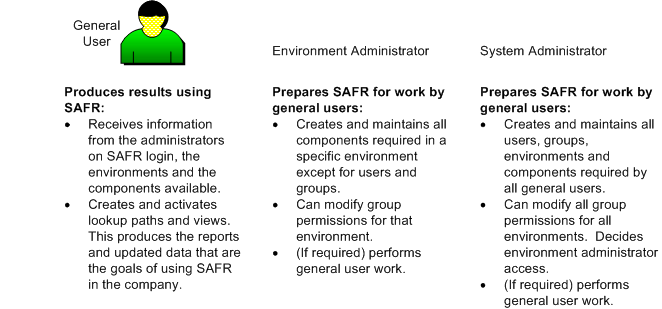 General
User
Produces results using
SAFR:
• Receives information
from the administrators
on SAFR login, the
environments and the
components available.
• Creates and activates
lookup paths and views.
This produces the reports
and updated data that are
the goals of using SAFR
in the company.
Environment Administrator
Prepares SAFR for work by
general users:
• Creates and maintains all
components required in a
specific environment
except for users and
groups.
• Can modify group
permissions for that
environment.
• (If required) performs
general user work.
System Administrator
Prepares SAFR for work by
general users:
• Creates and maintains all
users, groups,
environments and
components required by
all general users.
• Can modify all group
permissions for all
environments.  Decides
environment administrator
access.
• (If required) performs
general user work.